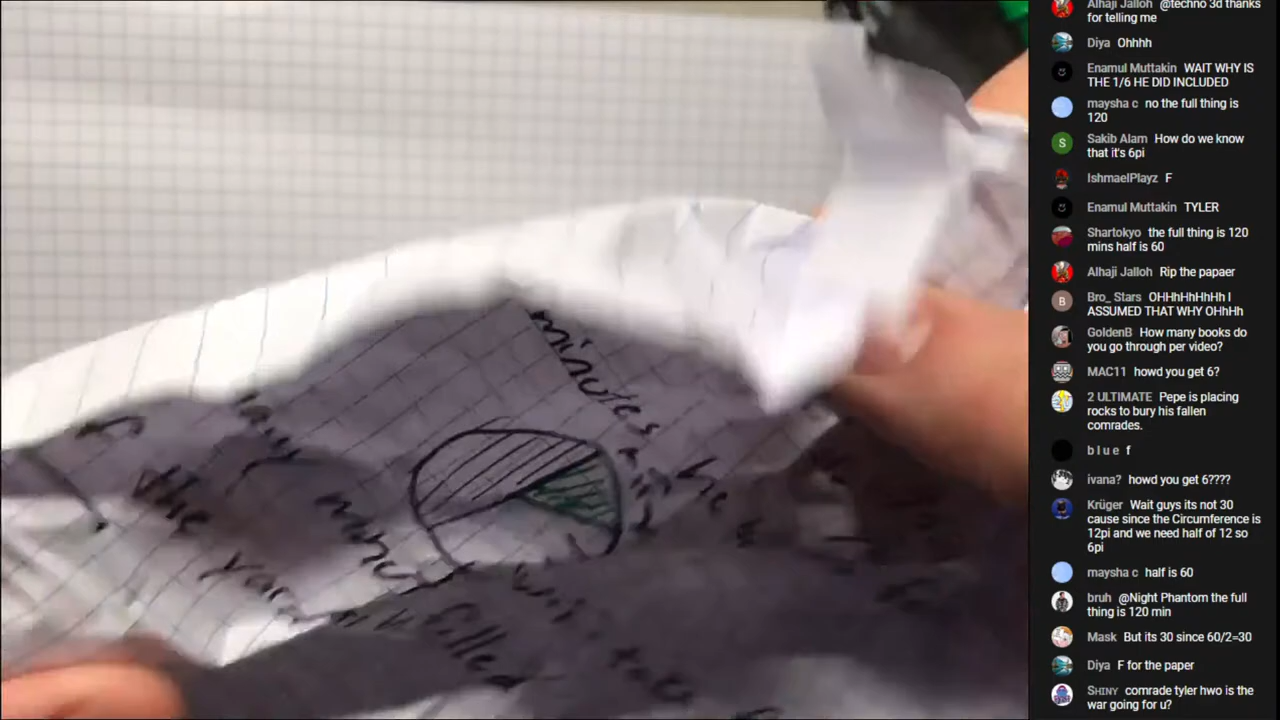 minutes
the
many
filled
Alhaji Jalloh @techno 3d thanks
for telling me
Diya Ohhhh
Enamul Muttakin WAIT WHY IS
THE 1/6 HE DID INCLUDED
maysha c no the full thing is
120
S
Sakib Alam How do we know
that it's 6pi
IshmaelPlayz F
Enamul Muttakin TYLER
Shartokyo the full thing is 120
mins half is 60
Alhaji Jalloh Rip the papaer
B
Bro_ Stars OHHhHhHhHh I
ASSUMED THAT WHY OHhHh
GoldenB How many books do
you go through per video?
MAC11 howd you get 6?
2 ULTIMATE Pepe is placing
rocks to bury his fallen
comrades.
b l u e f
ivana? howd you get 6????
Krüger Wait guys its not 30
cause since the Circumference is
12pi and we need half of 12 so
6pi
maysha c half is 60
bruh @Night Phantom the full
thing is 120 min
Mask But its 30 since 60/2=30
Diya F for the paper
SHINY comrade tyler hwo is the
war going for u?